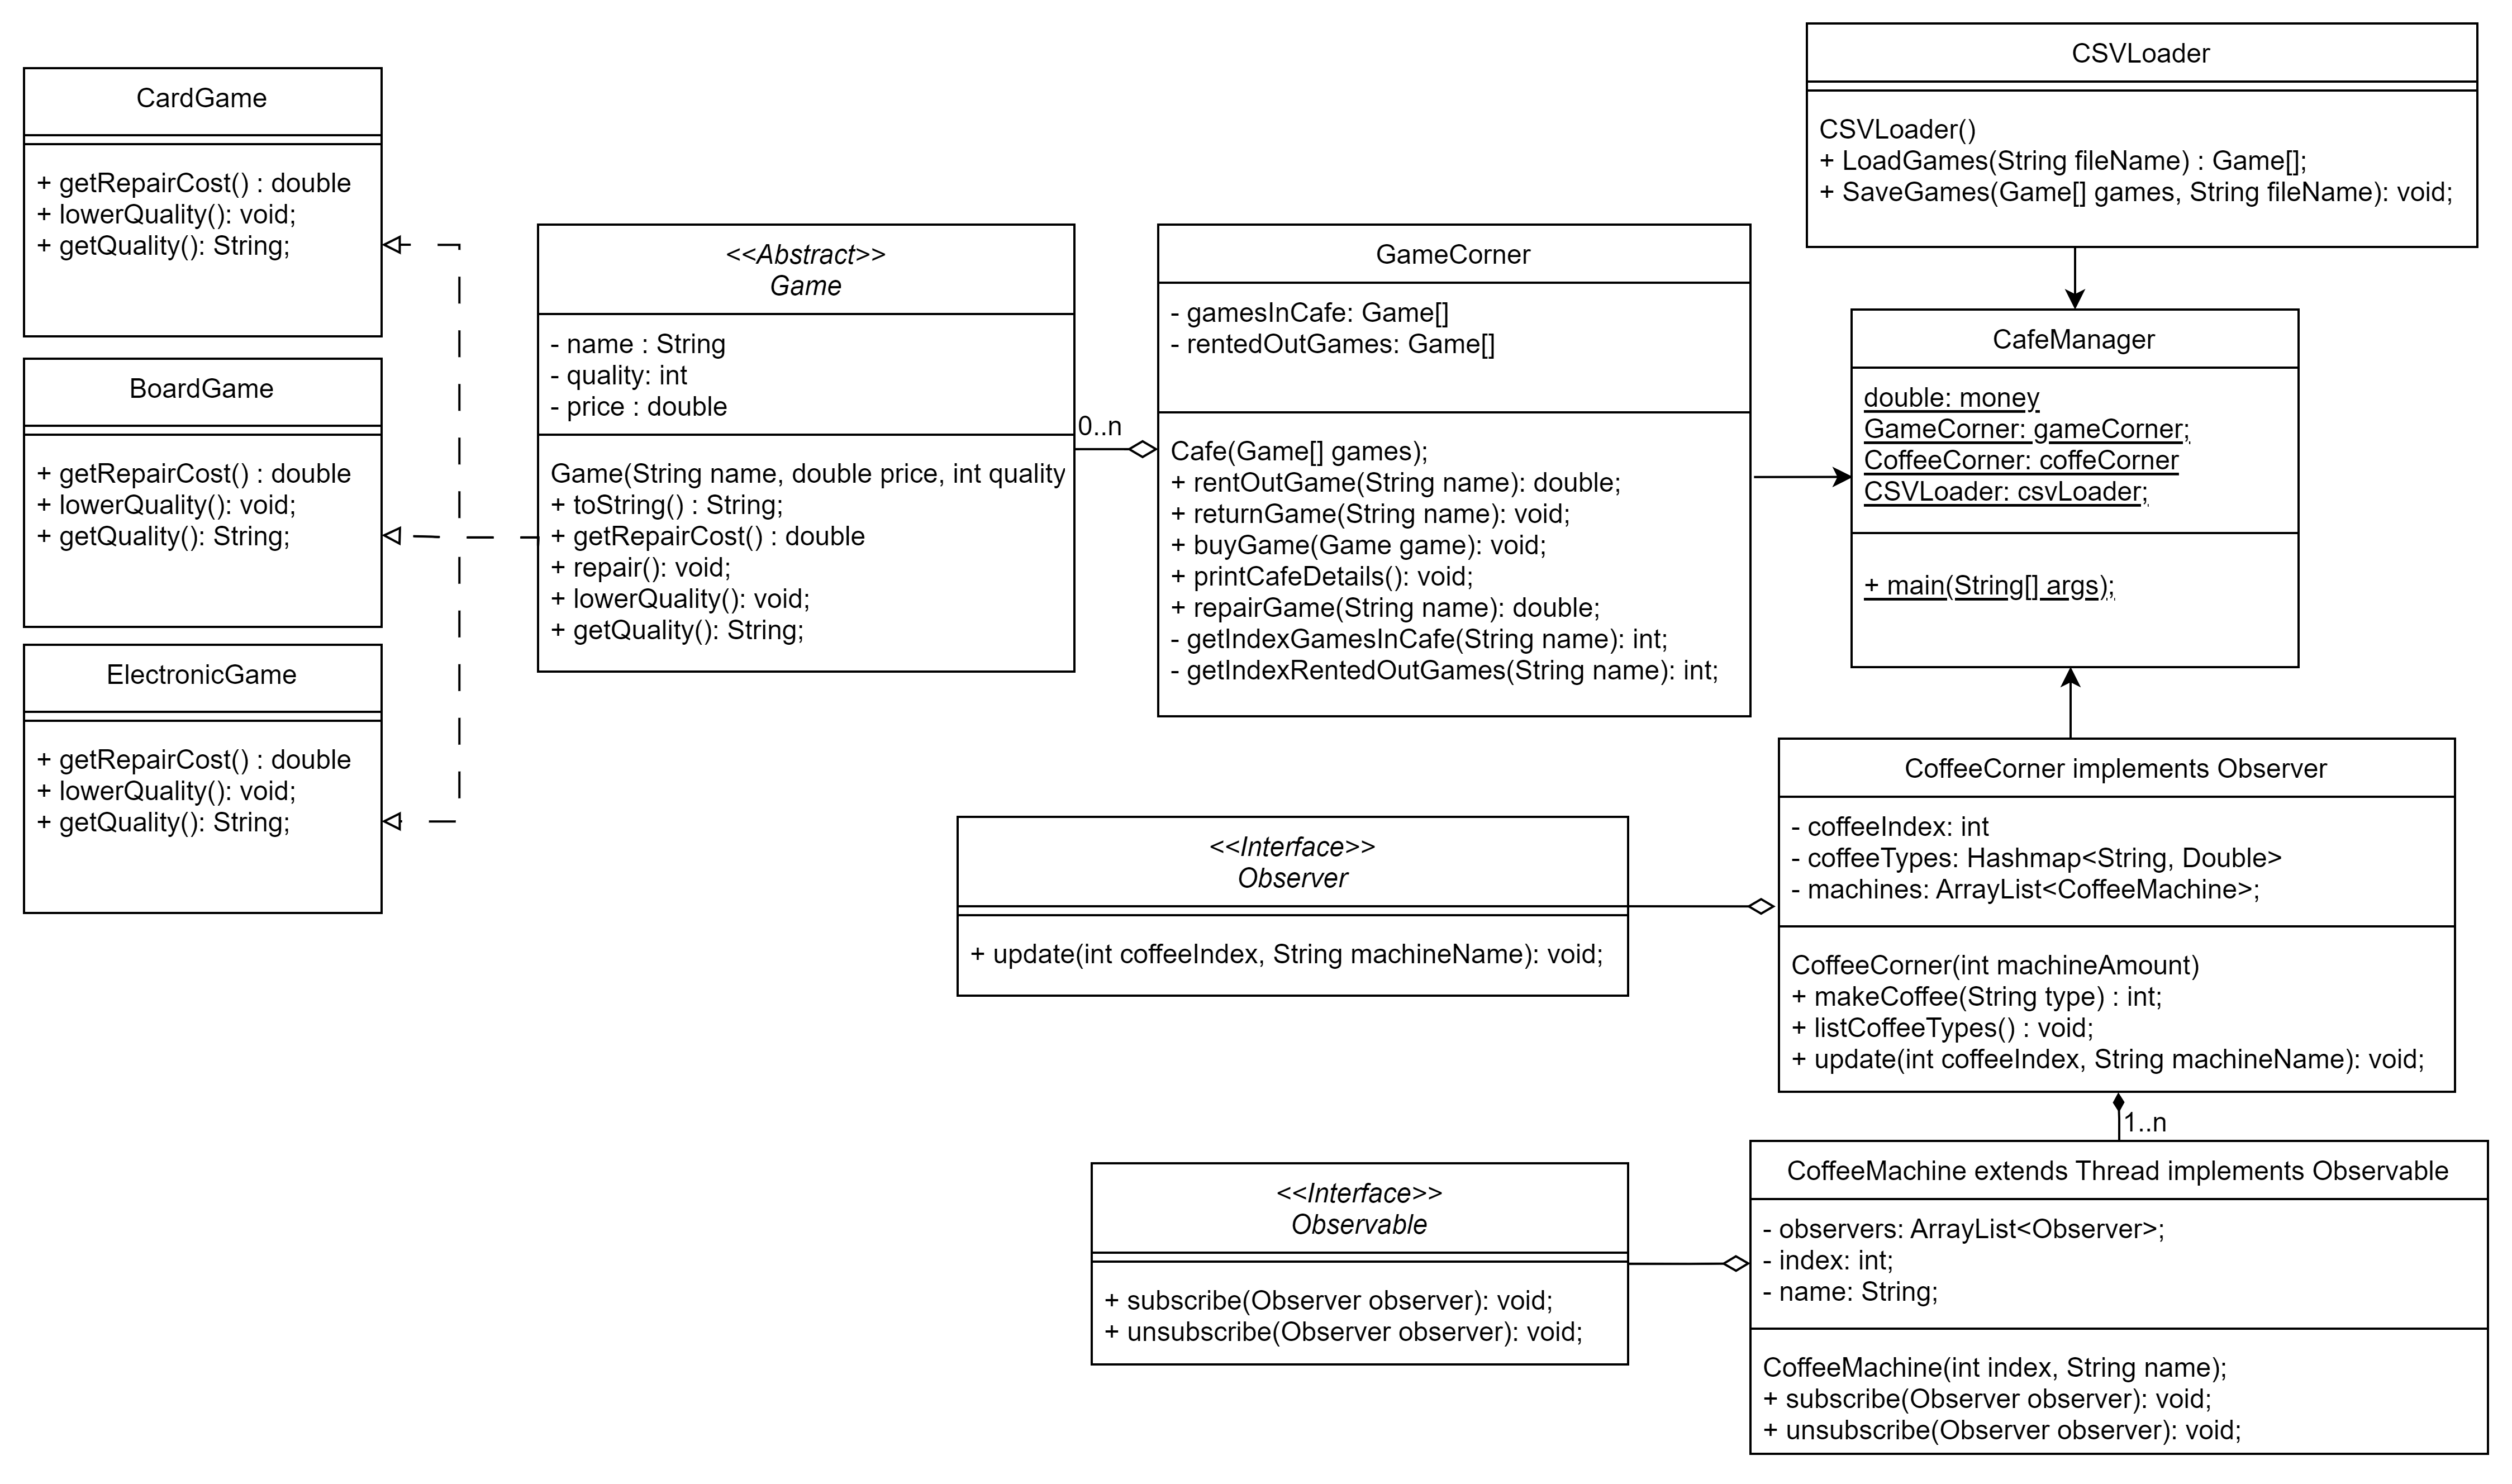 CardGame
+ getRepairCost() : double
+ lowerQuality(): void;
+ getQuality(): String;
BoardGame
+ getRepairCost() : double
+ lowerQuality(): void;
+ getQuality(): String;
ElectronicGame
+ getRepairCost() : double
+ lowerQuality(): void;
+ getQuality(): String;
<<Abstract>>
Game
- name : String
- quality: int
- price : double
Game(String name, double price, int quality
+ toString() : String;
+ getRepairCost() : double
+ repair(): void;
+ lowerQuality(): void;
+ getQuality(): String;
0..n
GameCorner
- gamesInCafe: Game[]
- rentedOutGames: Game[]
Cafe(Game[] games);
+ rentOutGame(String name): double;
+ returnGame(String name): void;
+ buyGame(Game game): void;
+ printCafeDetails(): void;
+ repairGame(String name): double;
- getIndexGamesInCafe(String name): int;
- getIndexRentedOutGames(String name): int;
CSVLoader
CSVLoader()
+ LoadGames(String fileName) : Game[];
+ SaveGames(Game[] games, String fileName): void;
CafeManager
double: money
GameCorner: gameCorner;
CoffeeCorner: coffeCorner
CSVLoader: csvLoader;
+ main(String[] args);
CoffeeCorner implements Observer
- coffeeIndex: int
- coffeeTypes: Hashmap<String, Double>
- machines: ArrayList<CoffeeMachine>;
CoffeeCorner(int machineAmount)
+ makeCoffee(String type) : int;
+ listCoffeeTypes() : void;
+ update(int coffeeIndex, String machineName): void;
<<Interface>>
Observer
+ update(int coffeeIndex, String machineName): void;
1..n
<<Interface>>
Observable
+ subscribe(Observer observer): void;
+ unsubscribe(Observer observer): void;
CoffeeMachine extends Thread implements Observable
- observers: ArrayList<Observer>;
- index: int;
- name: String;
CoffeeMachine(int index, String name);
+ subscribe(Observer observer): void;
+ unsubscribe(Observer observer): void;